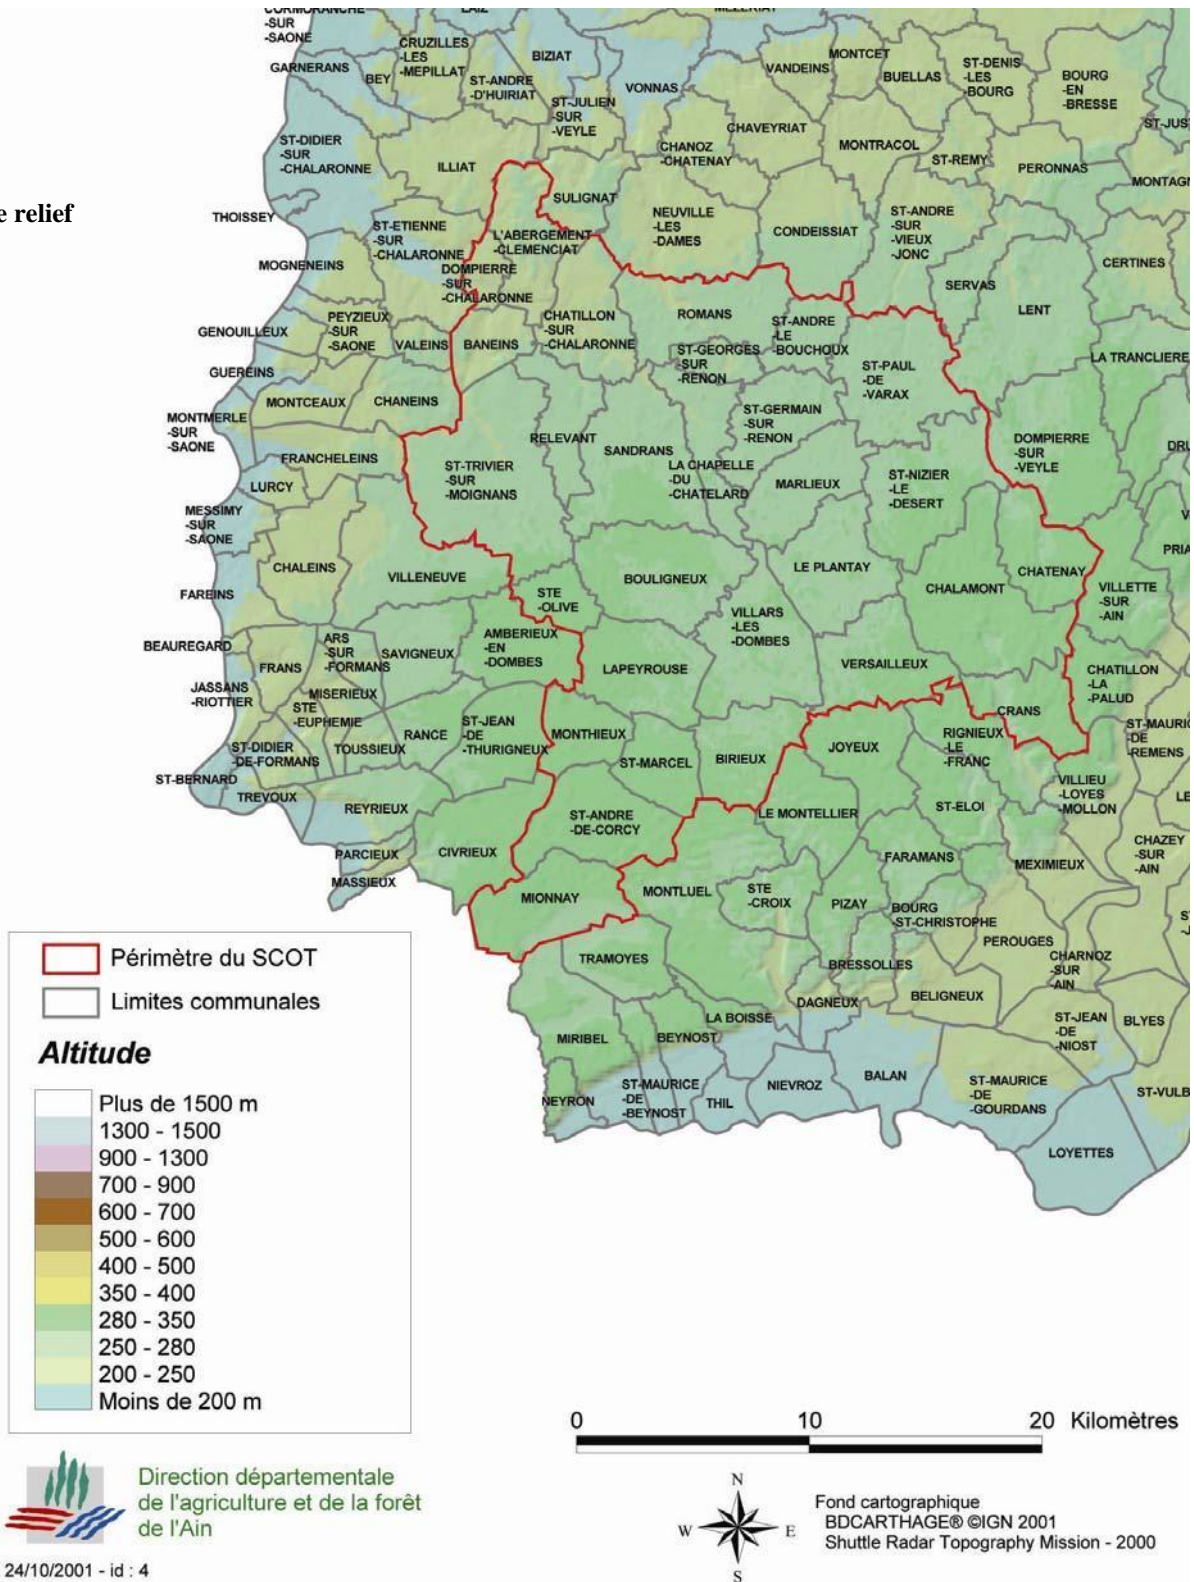 CORMORANCHE
-SUR
-SAONE
LAIZ
MEZERIAT
CRUZILLES
-LES
-MEPILLAT
GARNERANS
BEY
ST-ANDRE
-D'HUIRIAT
BIZIAT
ST-JULIEN
-SUR
-VEYLE
VONNAS
VANDEINS
MONTCET
BUELLAS
ST-DENIS
-LES
-BOURG
BOURG
-EN
-BRESSE
ST-JUST
ST-DIDIER
-SUR
-CHALARONNE
ILLIAT
CHANOZ
-CHATENAY
CHAVEYRIAT
MONTRACOL
ST-REMY
PERONNAS
MONTAG
e relief
THOISSEY
SULIGNAT
ST-ETIENNE
-SUR
-CHALARONNE
L'ABERGEMENT
-CLEMENCIAT
NEUVILLE
-LES
-DAMES
CONDEISSIAT
ST-ANDRE
-SUR
-VIEUX
-JONC
CERTINES
MOGNENEINS
DOMPIERRE
-SUR
-CHALARONNE
SERVAS
LENT
GENOUILLEUX
PEYZIEUX
-SUR
-SAONE
VALEINS
BANEINS
CHATILLON
-SUR
-CHALARONNE
ROMANS
ST-ANDRE
-LE
-BOUCHOUX
ST-GEORGES
-SUR
-RENON
ST-PAUL
-DE
-VARAX
LA TRANCLIERE
GUEREINS
MONTCEAUX
CHANEINS
MONTMERLE
-SUR
-SAONE
FRANCHELEINS
RELEVANT
SANDRANS
ST-GERMAIN
-SUR
-RENON
DOMPIERRE
-SUR
-VEYLE
DRU
LURCY
ST-TRIVIER
-SUR
-MOIGNANS
LA CHAPELLE
-DU
-CHATELARD
MARLIEUX
ST-NIZIER
-LE
-DESERT
MESSIMY
-SUR
-SAONE
CHALEINS
VILLENEUVE
BOULIGNEUX
LE PLANTAY
CHATENAY
CHALAMONT
PRIA
FAREINS
STE
-OLIVE
VILLARS
-LES
-DOMBES
VILLETTE
-SUR
-AIN
BEAUREGARD
ARS
-SUR
-FORMANS
FRANS
SAVIGNEUX
AMBERIEUX
-EN
-DOMBES
LAPEYROUSE
VERSAILLEUX
CHATILLON
-LA
-PALUD
JASSANS
-RIOTTIER
MISERIEUX
STE
-EUPHEMIE
RANCE
ST-JEAN
-DE
-THURIGNEUX
MONTHIEUX
CRANS
ST-MAURIC
-DE
-REMENS
ST-DIDIER
-DE-FORMANS
TOUSSIEUX
ST-MARCEL
BIRIEUX
JOYEUX
RIGNIEUX
-LE
-FRANC
ST-BERNARD
TREVOUX
REYRIEUX
VILLIEU
-LOYES
-MOLLON
LE
ST-ANDRE
-DE-CORCY
LE MONTELLIER
ST-ELOI
PARCIEUX
CIVRIEUX
FARAMANS
MEXIMIEUX
CHAZEY
-SUR
-AIN
MASSIEUX
MIONNAY
MONTLUEL
STE
-CROIX
PIZAY
BOURG
-ST-CHRISTOPHE
PEROUGES
TRAMOYES
BRESSOLLES
CHARNOZ
-SUR
-AIN
DAGNEUX
BELIGNEUX
LA BOISSE
ST-JEAN
-DE
-NIOST
BLYES
MIRIBEL
BEYNOST
NEYRON
ST-MAURICE
-DE
-BEYNOST
THIL
NIEVROZ
BALAN
ST-MAURICE
-DE
-GOURDANS
ST-VULB
LOYETTES
Périmètre du SCOT
Limites communales
Altitude
Plus de 1500 m
1300 - 1500
900 - 1300
700 - 900
600 - 700
500 - 600
400 - 500
350 - 400
280 - 350
250 - 280
200 - 250
Moins de 200 m
0 10 20 Kilomètres
Direction départementale
de l'agriculture et de la forêt
de l'Ain
N
W E
S
Fond cartographique
BDCARTHAGE® ©IGN 2001
Shuttle Radar Topography Mission - 2000
24/10/2001 - id : 4